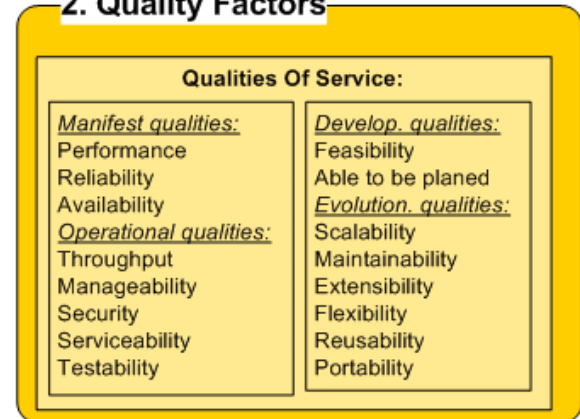 2. Quality Factors
Qualities Of Service:
Manifest qualities:
Performance
Reliability
Availability
Operational qualities:
Throughput
Manageability
Security
Serviceability
Testability
Develop. qualities:
Feasibility
Able to be planed
Evolution. qualities:
Scalability
Maintainability
Extensibility
Flexibility
Reusability
Portability